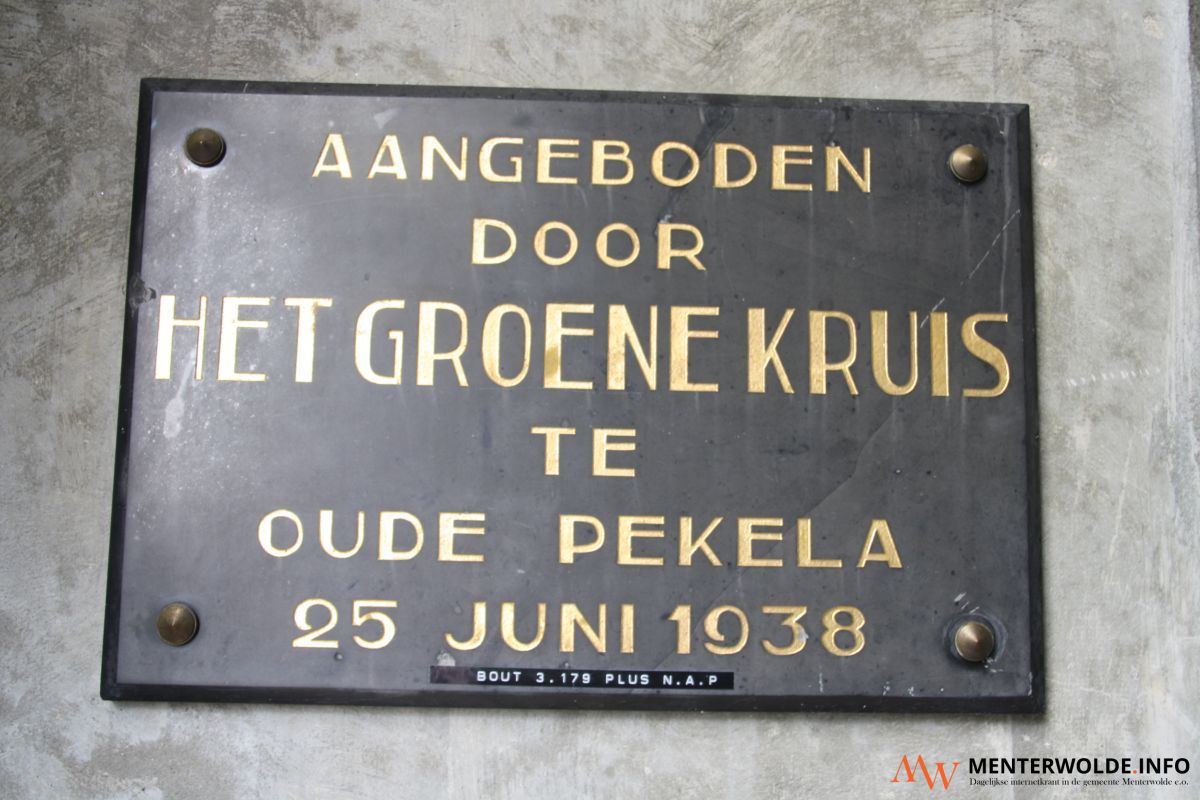 AANGEBODEN
DOOR
HET GROENE KRUIS
TE
OUDE PEKELA
25 JUNI 1938
BOUT 3.179 PLUS N.A.P
MW MENTERWOLDE.INFO
Dagelijkse internetkrant in de gemeente Menterwolde e.o.